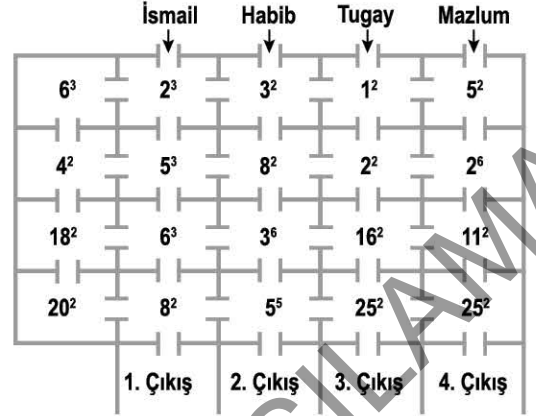 İsmail Habib Tugay Mazlum
6³ 2³ 3² 1² 5²
4² 5³ 8² 2² 2⁶
18² 6³ 3⁶ 16² 11²
20² 8² 5⁵ 25² 25²
1. Çıkış 2. Çıkış 3. Çıkış 4. Çıkış